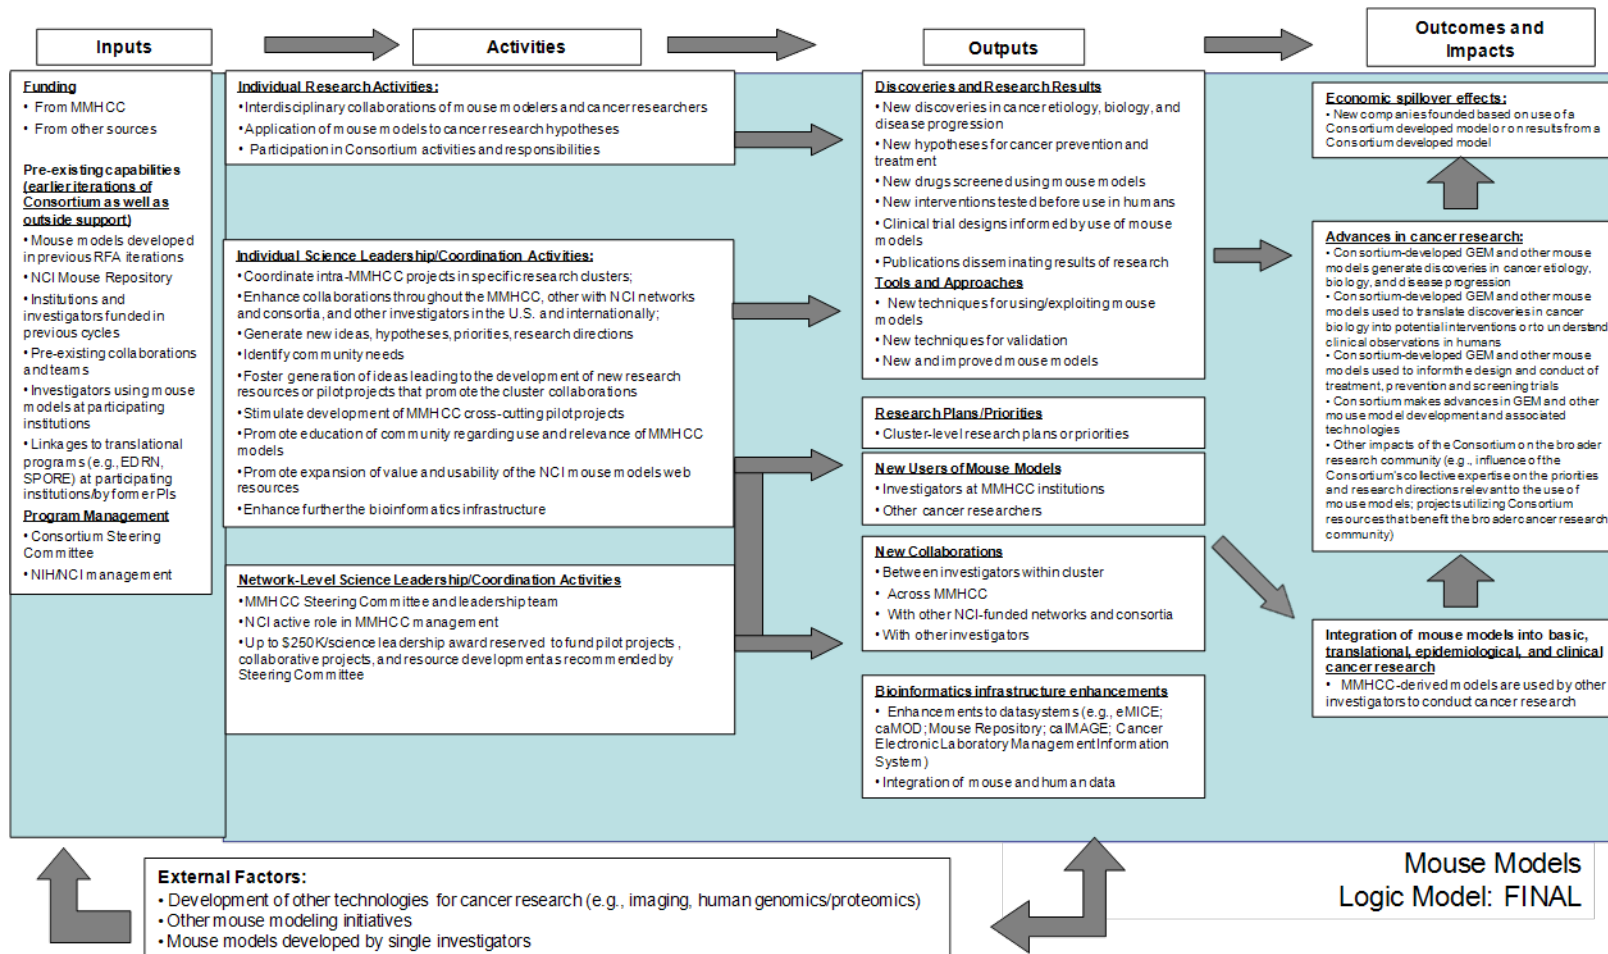 Inputs
Activities
Outputs
Outcomes and
Impacts
Funding
• From MMHCC
• From other sources
Pre-existing capabilities
(earlier iterations of
Consortium as well as
outside support)
• Mouse models developed
in previous RFA iterations
• NCI Mouse Repository
• Institutions and
investigators funded in
previous cycles
• Pre-existing collaborations
and teams
• Investigators using mouse
models at participating
institutions
• Linkages to translational
programs (e.g., EDRN,
SPORE) at participating
institutions/by former PIs
Program Management
• Consortium Steering
Committee
• NIH/NCI management
Individual Research Activities:
• Interdisciplinary collaborations of mouse modelers and cancer researchers
• Application of mouse models to cancer research hypotheses
• Participation in Consortium activities and responsibilities
Individual Science Leadership/Coordination Activities:
• Coordinate intra-MMHCC projects in specific research clusters;
• Enhance collaborations throughout the MMHCC, other with NCI networks
and consortia, and other investigators in the U.S. and internationally;
• Generate new ideas, hypotheses, priorities, research directions
• Identify community needs
• Foster generation of ideas leading to the development of new research
resources or pilot projects that promote the cluster collaborations
• Stimulate development of MMHCC cross-cutting pilot projects
• Promote education of community regarding use and relevance of MMHCC
models
• Promote expansion of value and usability of the NCI mouse models web
resources
• Enhance further the bioinformatics infrastructure
Network-Level Science Leadership/Coordination Activities
• MMHCC Steering Committee and leadership team
• NCI active role in MMHCC management
• Up to $250K/science leadership award reserved to fund pilot projects,
collaborative projects, and resource development as recommended by
Steering Committee
Discoveries and Research Results
• New discoveries in cancer etiology, biology, and
disease progression
• New hypotheses for cancer prevention and
treatment
• New drugs screened using mouse models
• New interventions tested before use in humans
• Clinical trial designs informed by use of mouse
models
• Publications disseminating results of research
Tools and Approaches
• New techniques for using/exploiting mouse
models
• New techniques for validation
• New and improved mouse models
Research Plans/Priorities
• Cluster-level research plans or priorities
New Users of Mouse Models
• Investigators at MMHCC institutions
• Other cancer researchers
New Collaborations
• Between investigators within cluster
• Across MMHCC
• With other NCI-funded networks and consortia
• With other investigators
Bioinformatics infrastructure enhancements
• Enhancements to datasystems (e.g., eMICE;
caMOD; Mouse Repository; caIMAGE; Cancer
Electronic Laboratory Management Information
System)
• Integration of mouse and human data
Economic spillover effects:
• New companies founded based on use of a
Consortium developed model or on results from a
Consortium developed model
Advances in cancer research:
• Consortium-developed GEM and other mouse
models generate discoveries in cancer etiology,
biology, and disease progression
• Consortium-developed GEM and other mouse
models used to translate discoveries in cancer
biology into potential interventions or to understand
clinical observations in humans
• Consortium-developed GEM and other mouse
models used to inform the design and conduct of
treatment, prevention and screening trials
• Consortium makes advances in GEM and other
mouse model development and associated
technologies
• Other impacts of the Consortium on the broader
research community (e.g., influence of the
Consortium's collective expertise on the priorities
and research directions relevant to the use of
mouse models; projects utilizing Consortium
resources that benefit the broader cancer research
community)
Integration of mouse models into basic,
translational, epidemiological, and clinical
cancer research
• MMHCC-derived models are used by other
investigators to conduct cancer research
External Factors:
• Development of other technologies for cancer research (e.g., imaging, human genomics/proteomics)
• Other mouse modeling initiatives
• Mouse models developed by single investigators
Mouse Models
Logic Model: FINAL